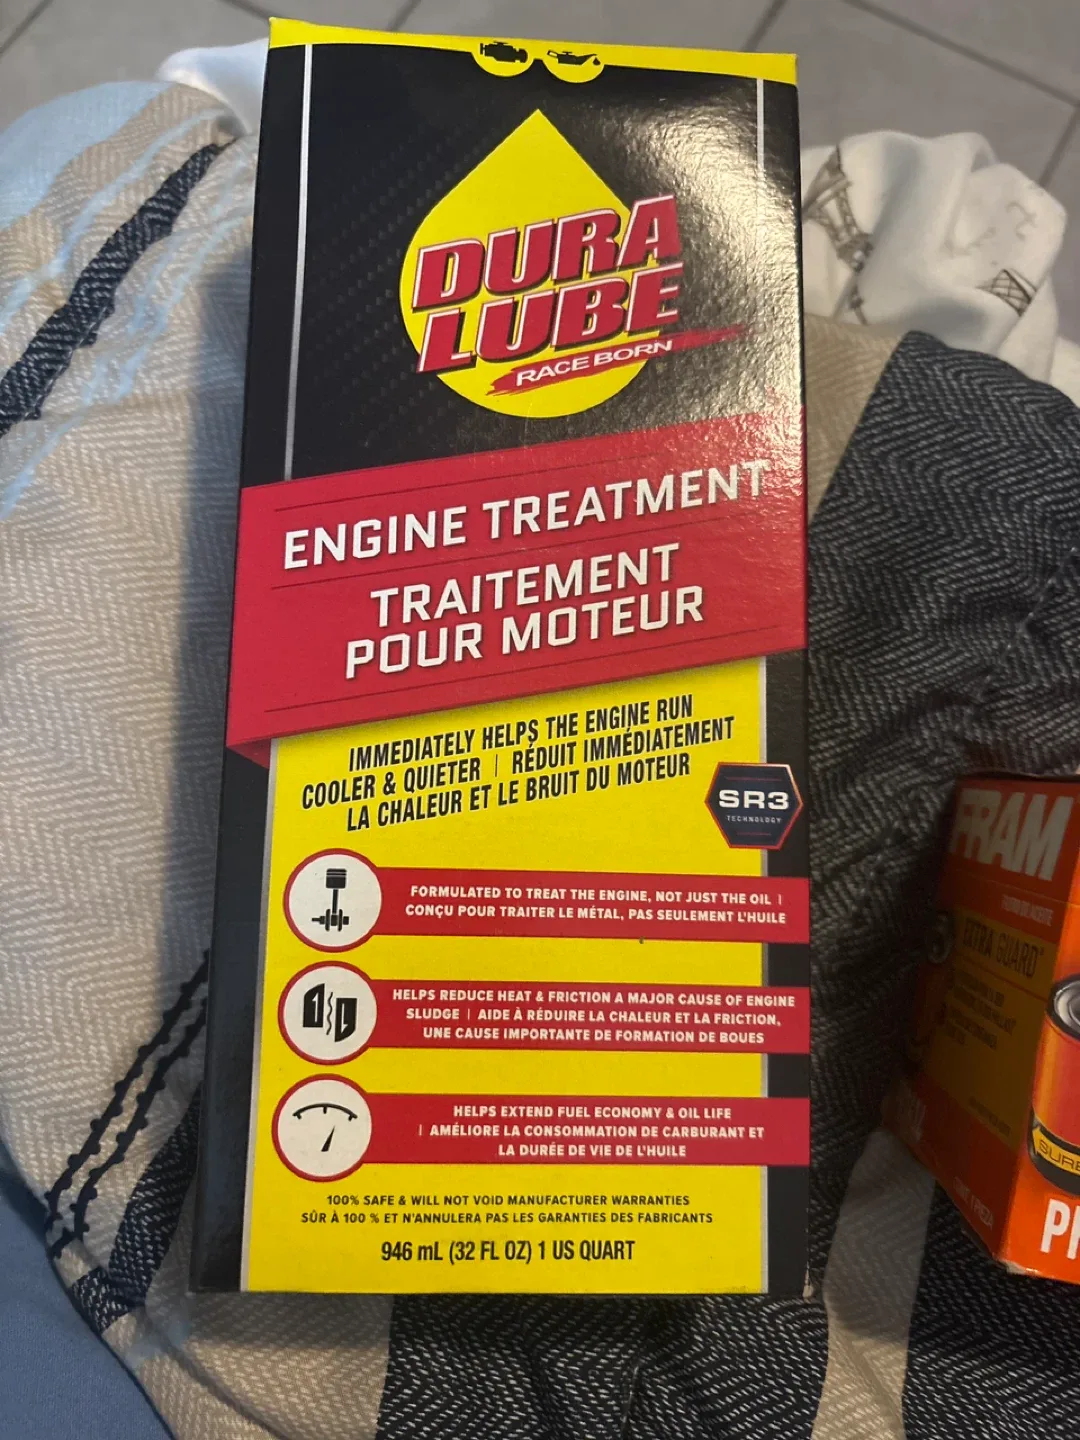 DURA
LUBE
RACE BORN
ENGINE TREATMENT
TRAITEMENT
POUR MOTEUR
IMMEDIATELY HELPS THE ENGINE RUN
COOLER & QUIETER | RÉDUIT IMMÉDIATEMENT
LA CHALEUR ET LE BRUIT DU MOTEUR
SR3
TECHNOLOGY
FORMULATED TO TREAT THE ENGINE, NOT JUST THE OIL |
CONÇU POUR TRAITER LE MÉTAL, PAS SEULEMENT L'HUILE
HELPS REDUCE HEAT & FRICTION A MAJOR CAUSE OF ENGINE
SLUDGE | AIDE À RÉDUIRE LA CHALEUR ET LA FRICTION,
UNE CAUSE IMPORTANTE DE FORMATION DE BOUES
HELPS EXTEND FUEL ECONOMY & OIL LIFE
| AMÉLIORE LA CONSOMMATION DE CARBURANT ET
LA DURÉE DE VIE DE L'HUILE
100% SAFE & WILL NOT VOID MANUFACTURER WARRANTIES
SÛR À 100 % ET N'ANNULERA PAS LES GARANTIES DES FABRICANTS
946 mL (32 FL OZ) 1 US QUART
FRAM
EXTRA GUARD
SURE
PH